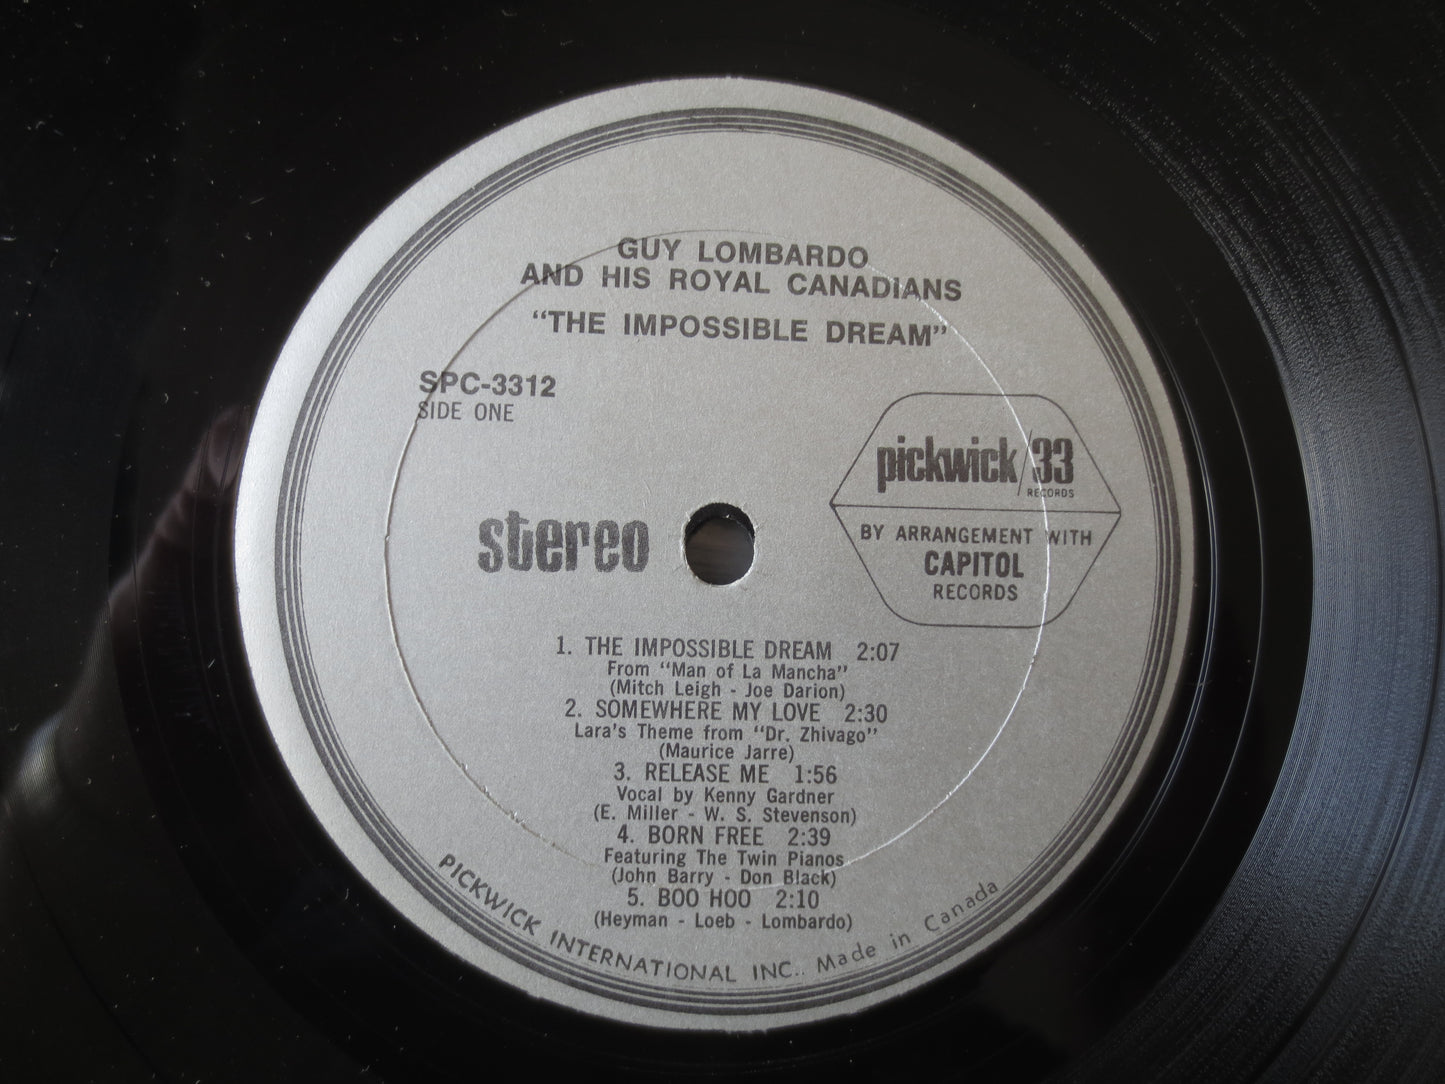 GUY LOMBARDO
AND HIS ROYAL CANADIANS
"THE IMPOSSIBLE DREAM"
SPC-3312
SIDE ONE
pickwick/33
RECORDS
BY ARRANGEMENT WITH
CAPITOL
RECORDS
stereo
1. THE IMPOSSIBLE DREAM 2:07
From "Man of La Mancha"
(Mitch Leigh - Joe Darion)
2. SOMEWHERE MY LOVE 2:30
Lara's Theme from "Dr. Zhivago"
(Maurice Jarre)
3. RELEASE ME 1:56
Vocal by Kenny Gardner
(E. Miller - W. S. Stevenson)
4. BORN FREE 2:39
Featuring The Twin Pianos
(John Barry - Don Black)
5. BOO HOO 2:10
(Heyman - Loeb - Lombardo)
PICKWICK INTERNATIONAL INC.. Made in Canada